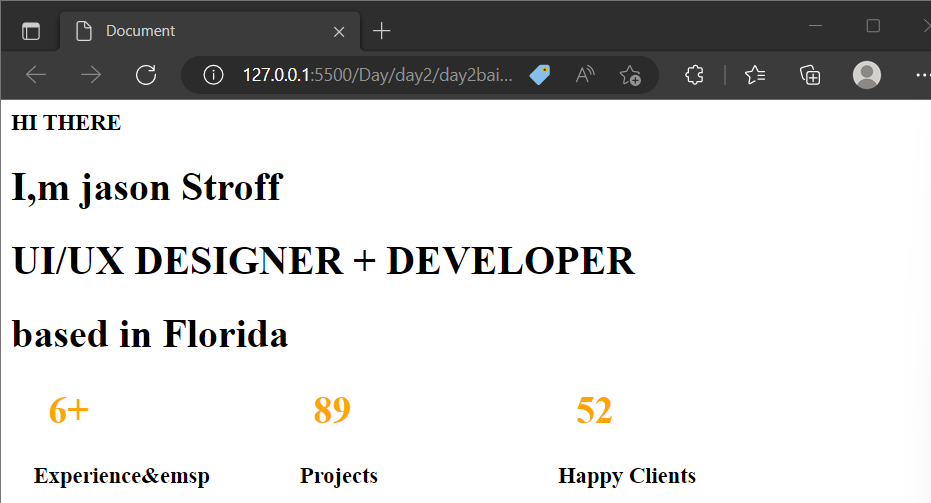 Document
127.0.0.1:5500/Day/day2/day2bai...
HI THERE
I,m jason Stroff
UI/UX DESIGNER + DEVELOPER
based in Florida
6+ 89 52
Experience&emsp Projects Happy Clients